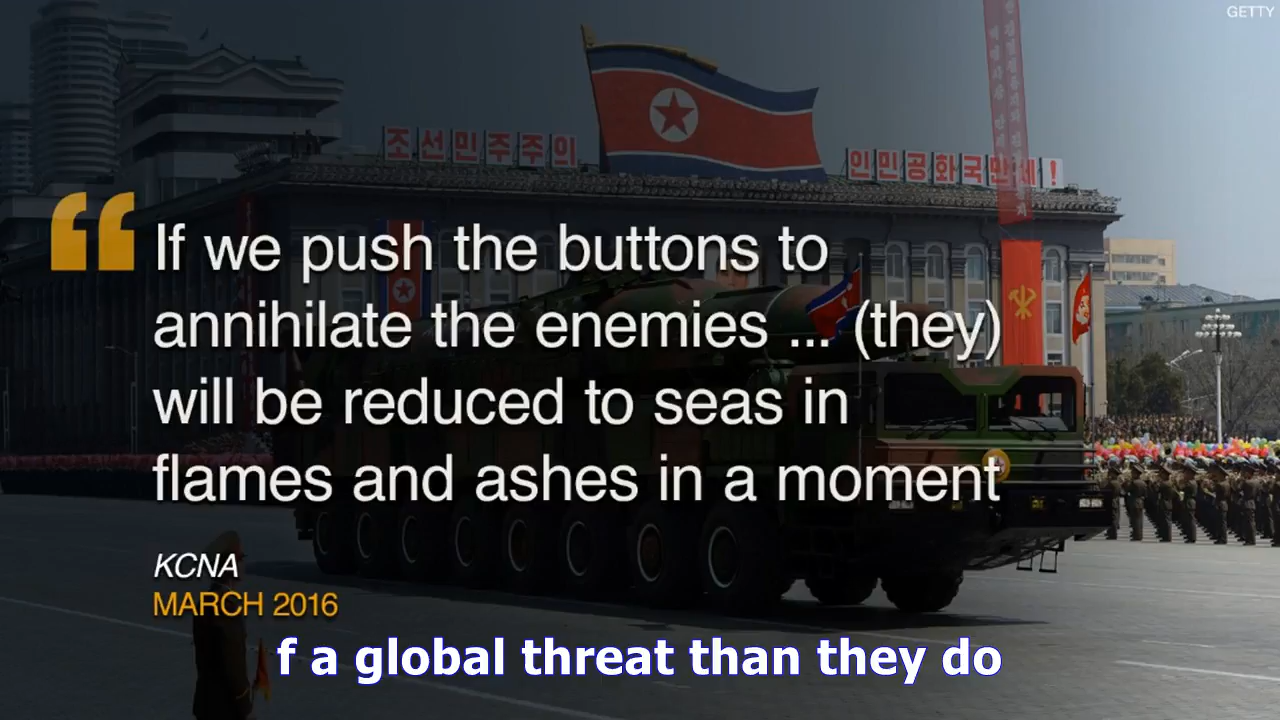 GETTY
조선민주주의
인민공화국만세!
“
If we push the buttons to
annihilate the enemies ... (they)
will be reduced to seas in
flames and ashes in a moment
KCNA
MARCH 2016
f a global threat than they do